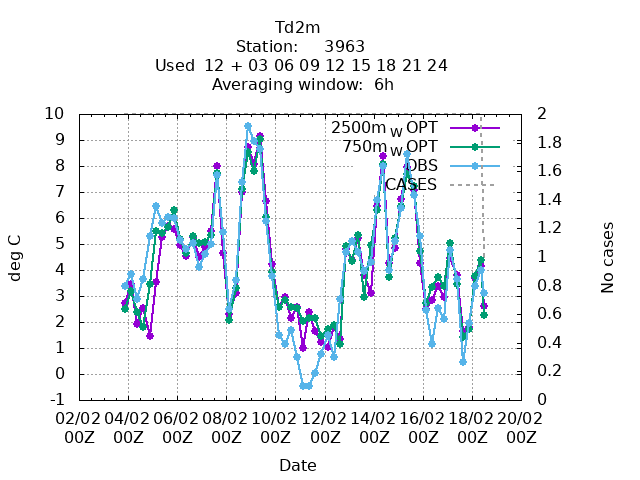 Td2m
Station: 3963
Used 12 + 03 06 09 12 15 18 21 24
Averaging window: 6h
2500m w OPT
750m w OPT
OBS
CASES
deg C
10
9
8
7
6
5
4
3
2
1
0
-1
No cases
2
1.8
1.6
1.4
1.2
1
0.8
0.6
0.4
0.2
0
02/02 04/02 06/02 08/02 10/02 12/02 14/02 16/02 18/02 20/02
00Z 00Z 00Z 00Z 00Z 00Z 00Z 00Z 00Z 00Z
Date